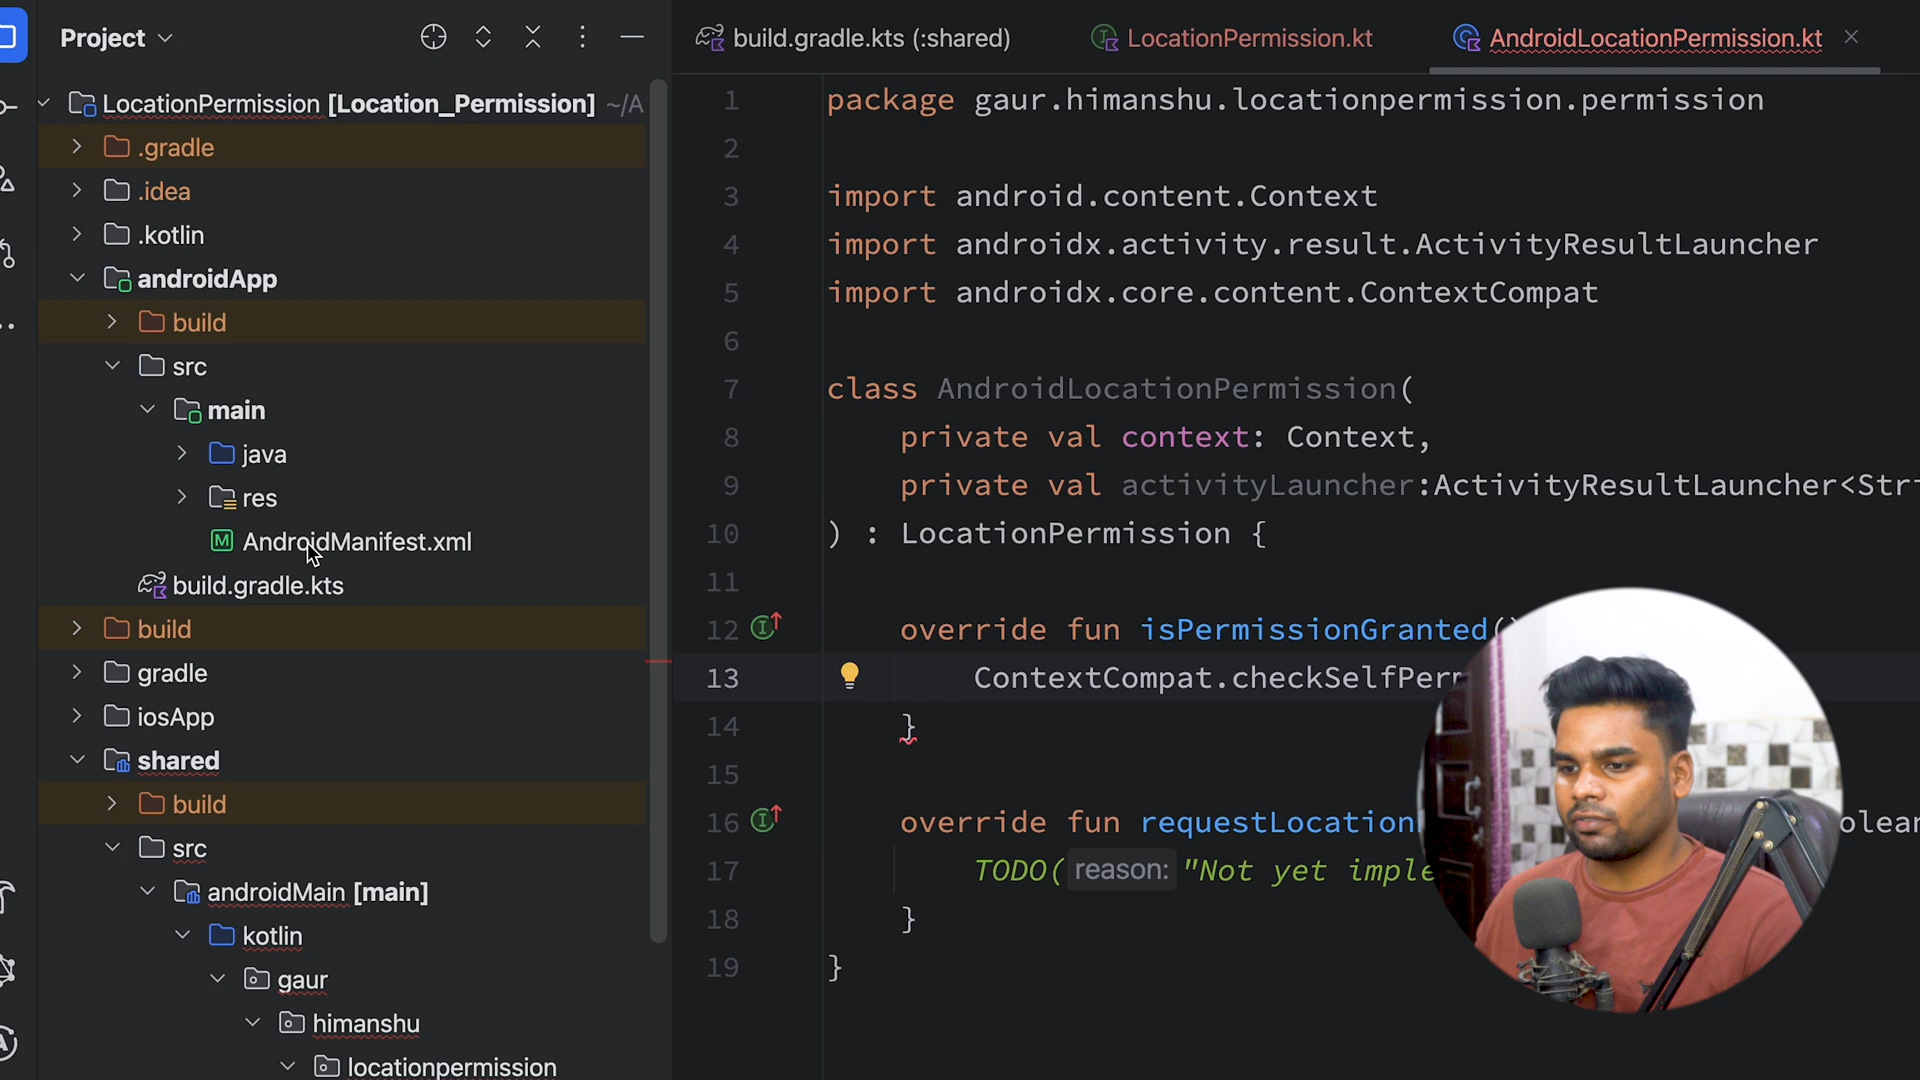 Project
LocationPermission [Location_Permission] ~/A
.gradle
.idea
.kotlin
androidApp
build
src
main
java
res
AndroidManifest.xml
build.gradle.kts
build
gradle
iosApp
shared
build
src
androidMain [main]
kotlin
gaur
himanshu
locationpermission
build.gradle.kts (:shared)
LocationPermission.kt
AndroidLocationPermission.kt
1 package gaur.himanshu.locationpermission.permission
2
3 import android.content.Context
4 import androidx.activity.result.ActivityResultLauncher
5 import androidx.core.content.ContextCompat
6
7 class AndroidLocationPermission(
8 private val context: Context,
9 private val activityLauncher:ActivityResultLauncher<Stri
10 ) : LocationPermission {
11
12 override fun isPermissionGranted()
13 ContextCompat.checkSelfPer
14 }
15
16 override fun requestLocation olean
17 TODO( reason: "Not yet imple
18 }
19 }